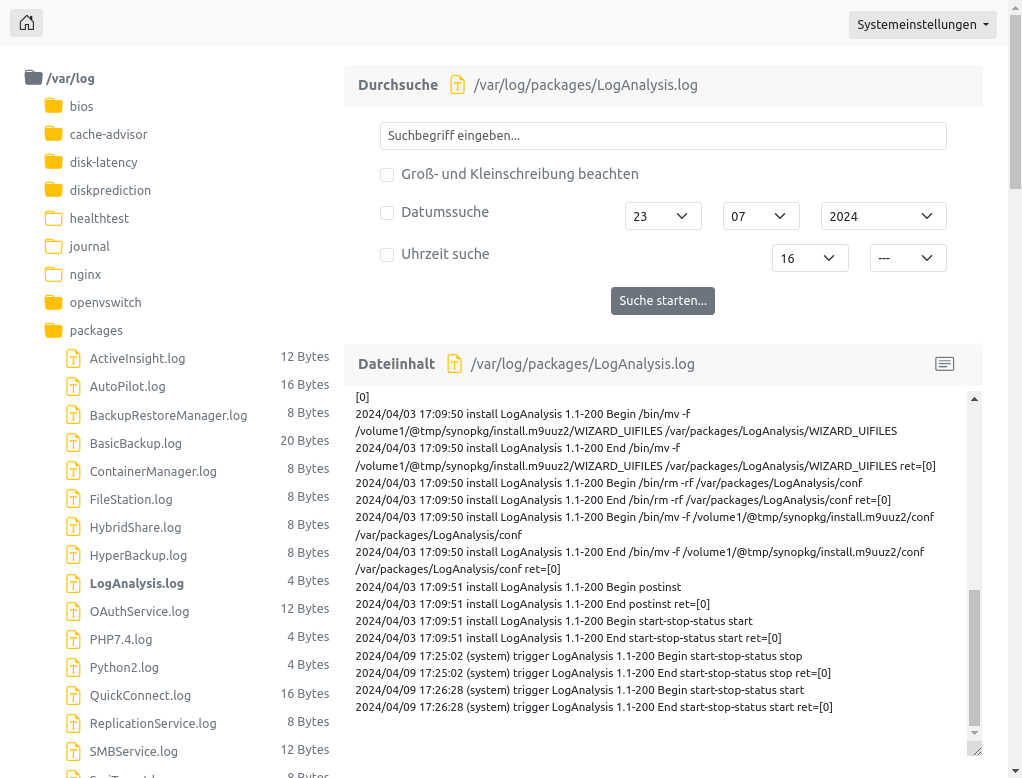 Systemeinstellungen
/var/log
bios
cache-advisor
disk-latency
diskprediction
healthtest
journal
nginx
openvswitch
packages
ActiveInsight.log 12 Bytes
AutoPilot.log 16 Bytes
BackupRestoreManager.log 8 Bytes
BasicBackup.log 20 Bytes
ContainerManager.log 8 Bytes
FileStation.log 8 Bytes
HybridShare.log 8 Bytes
HyperBackup.log 8 Bytes
LogAnalysis.log 4 Bytes
OAuthService.log 12 Bytes
PHP7.4.log 4 Bytes
Python2.log 4 Bytes
QuickConnect.log 16 Bytes
ReplicationService.log 8 Bytes
SMBService.log 12 Bytes
8 Bytes
Durchsuche /var/log/packages/LogAnalysis.log
Suchbegriff eingeben...
Groß- und Kleinschreibung beachten
Datumssuche 23 07 2024
Uhrzeit suche 16 ---
Suche starten...
Dateiinhalt /var/log/packages/LogAnalysis.log
[0]
2024/04/03 17:09:50 install LogAnalysis 1.1-200 Begin /bin/mv -f
/volume1/@tmp/synopkg/install.m9uuz2/WIZARD_UIFILES /var/packages/LogAnalysis/WIZARD_UIFILES
2024/04/03 17:09:50 install LogAnalysis 1.1-200 End /bin/mv -f
/volume1/@tmp/synopkg/install.m9uuz2/WIZARD_UIFILES /var/packages/LogAnalysis/WIZARD_UIFILES ret=[0]
2024/04/03 17:09:50 install LogAnalysis 1.1-200 Begin /bin/rm -rf /var/packages/LogAnalysis/conf
2024/04/03 17:09:50 install LogAnalysis 1.1-200 End /bin/rm -rf /var/packages/LogAnalysis/conf ret=[0]
2024/04/03 17:09:50 install LogAnalysis 1.1-200 Begin /bin/mv -f /volume1/@tmp/synopkg/install.m9uuz2/conf
/var/packages/LogAnalysis/conf
2024/04/03 17:09:50 install LogAnalysis 1.1-200 End /bin/mv -f /volume1/@tmp/synopkg/install.m9uuz2/conf
/var/packages/LogAnalysis/conf ret=[0]
2024/04/03 17:09:51 install LogAnalysis 1.1-200 Begin postinst
2024/04/03 17:09:51 install LogAnalysis 1.1-200 End postinst ret=[0]
2024/04/03 17:09:51 install LogAnalysis 1.1-200 Begin start-stop-status start
2024/04/03 17:09:51 install LogAnalysis 1.1-200 End start-stop-status start ret=[0]
2024/04/09 17:25:02 (system) trigger LogAnalysis 1.1-200 Begin start-stop-status stop
2024/04/09 17:25:02 (system) trigger LogAnalysis 1.1-200 End start-stop-status stop ret=[0]
2024/04/09 17:26:28 (system) trigger LogAnalysis 1.1-200 Begin start-stop-status start
2024/04/09 17:26:28 (system) trigger LogAnalysis 1.1-200 End start-stop-status start ret=[0]